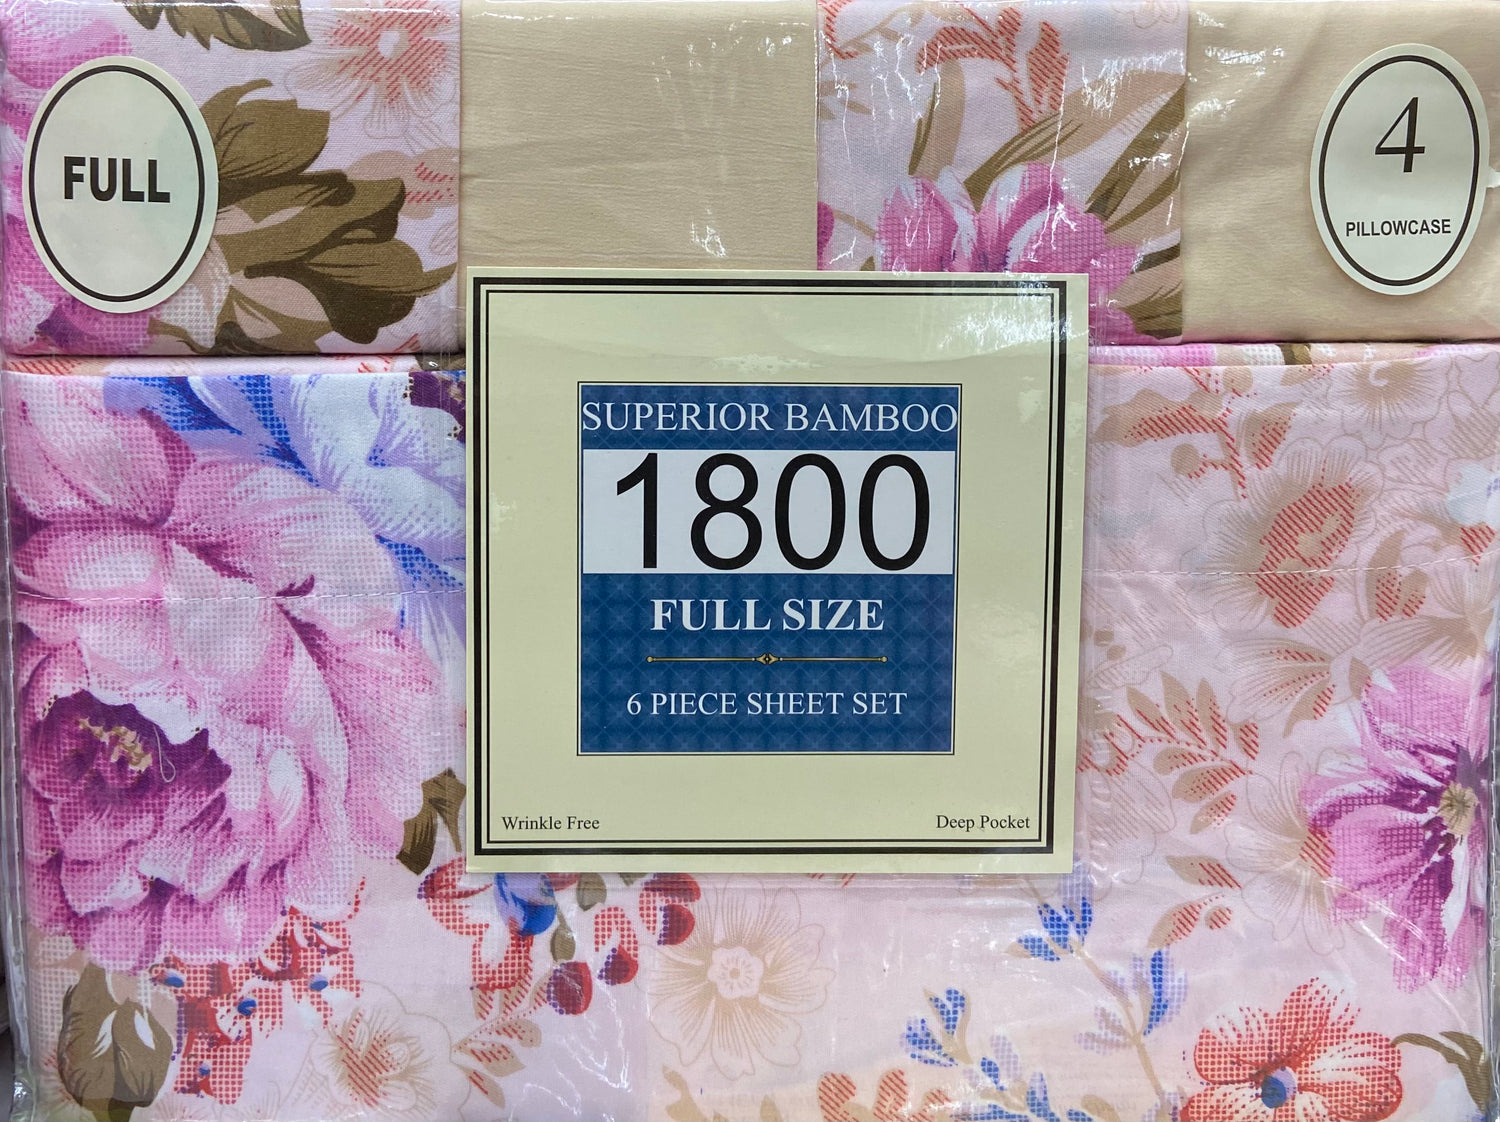 FULL
4
PILLOWCASE
SUPERIOR BAMBOO
1800
FULL SIZE
6 PIECE SHEET SET
Wrinkle Free
Deep Pocket